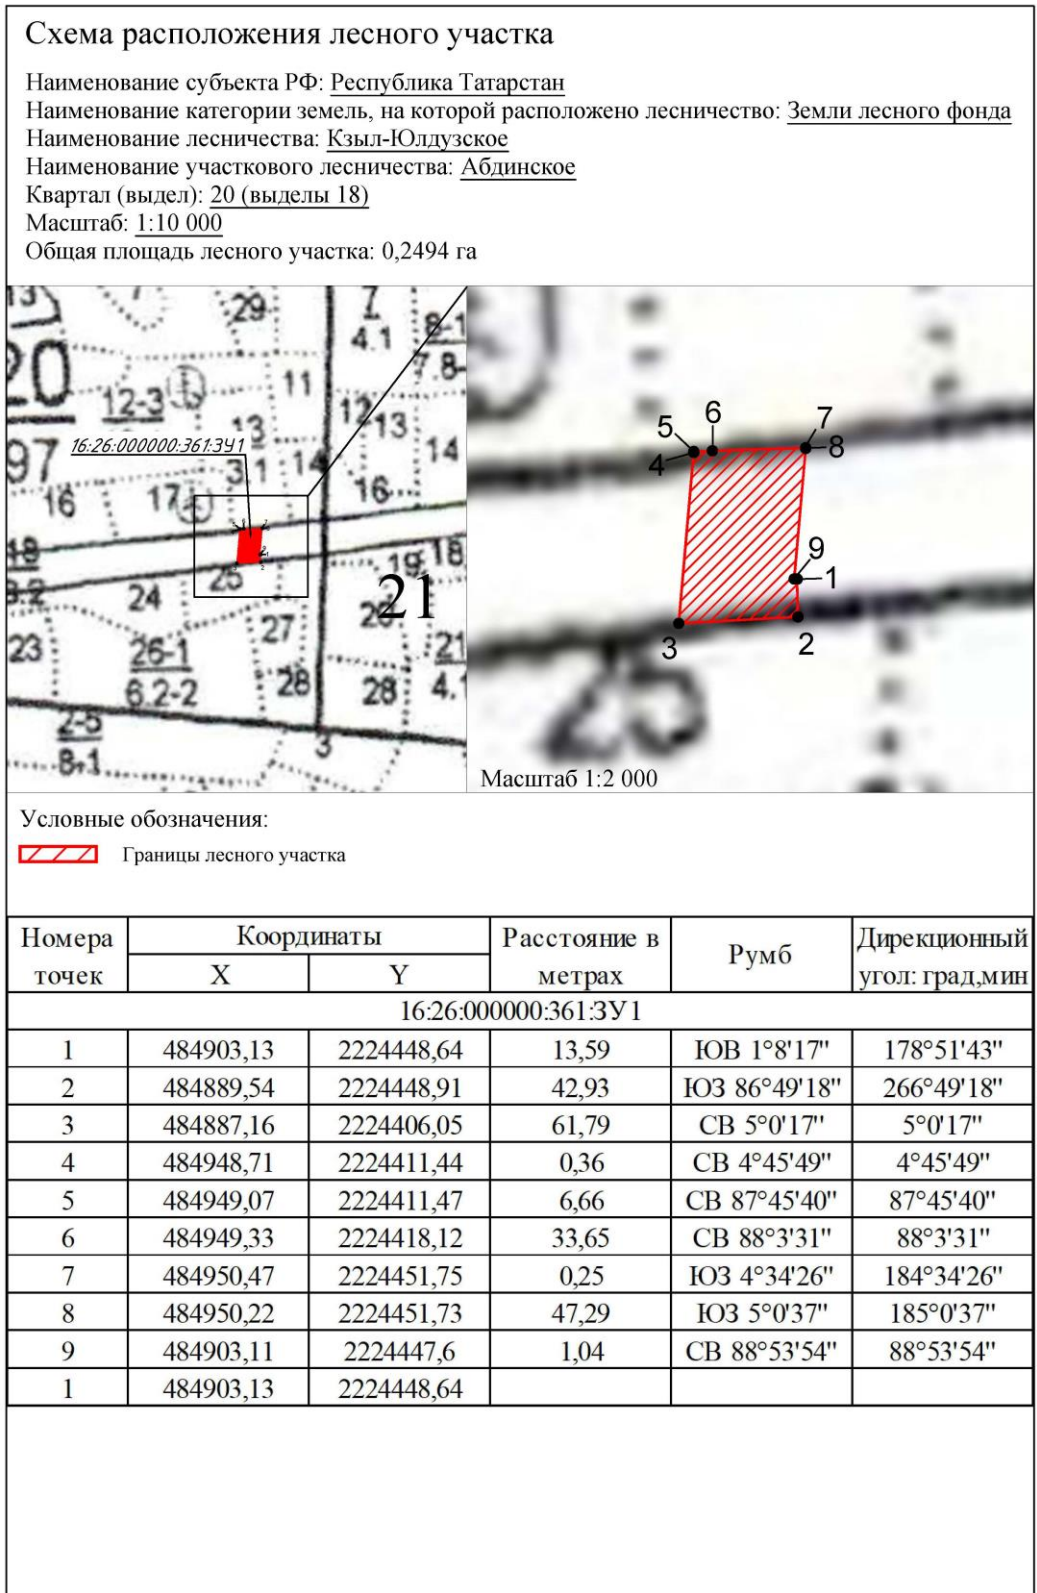 Схема расположения лесного участка
Наименование субъекта РФ: Республика Татарстан
Наименование категории земель, на которой расположено лесничество: Земли лесного фонда
Наименование лесничества: Кзыл-Юлдузское
Наименование участкового лесничества: Абдинское
Квартал (выдел): 20 (выделы 18)
Масштаб: 1:10 000
Общая площадь лесного участка: 0,2494 га
13
29
7
4.1
8-1
7.8-
20
97
12-3
11
12
13
13
16:26:000000:361:ЗУ1
31
14
14
16
17
16
18
3.2
25
24
19
18
21
23
26-1
6.2-2
27
28
28
21
4.1
2-5
8-1
3
5
6
7
4
8
9
1
3
2
25
Масштаб 1:2 000
Условные обозначения:
Границы лесного участка
Номера точек Координаты Расстояние в метрах Румб Дирекционный угол: град,мин
X Y
16:26:000000:361:ЗУ1
1 484903,13 2224448,64 13,59 ЮВ 1°8'17" 178°51'43"
2 484889,54 2224448,91 42,93 ЮЗ 86°49'18" 266°49'18"
3 484887,16 2224406,05 61,79 СВ 5°0'17" 5°0'17"
4 484948,71 2224411,44 0,36 СВ 4°45'49" 4°45'49"
5 484949,07 2224411,47 6,66 СВ 87°45'40" 87°45'40"
6 484949,33 2224418,12 33,65 СВ 88°3'31" 88°3'31"
7 484950,47 2224451,75 0,25 ЮЗ 4°34'26" 184°34'26"
8 484950,22 2224451,73 47,29 ЮЗ 5°0'37" 185°0'37"
9 484903,11 2224447,6 1,04 СВ 88°53'54" 88°53'54"
1 484903,13 2224448,64